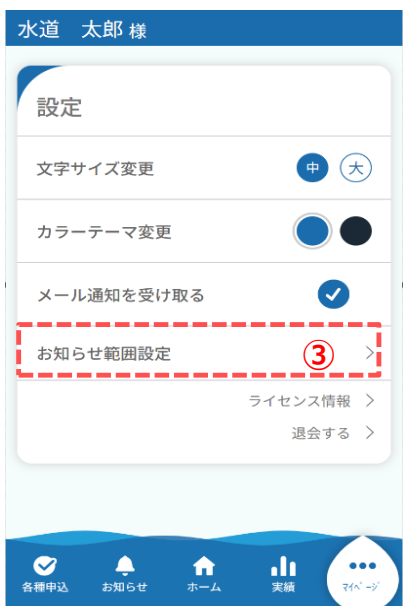 水道　太郎 様
設定
文字サイズ変更 中 大
カラーテーマ変更
メール通知を受け取る
お知らせ範囲設定 ③ >
ライセンス情報 >
退会する >
各種申込 お知らせ ホーム 実績 ﾏｲﾍﾟｰｼﾞ